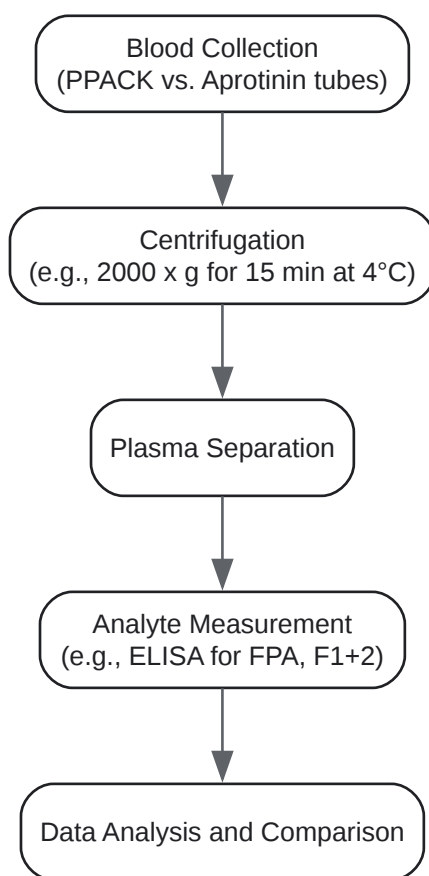 Blood Collection
(PPACK vs. Aprotinin tubes)
Centrifugation
(e.g., 2000 x g for 15 min at 4°C)
Plasma Separation
Analyte Measurement
(e.g., ELISA for FPA, F1+2)
Data Analysis and Comparison